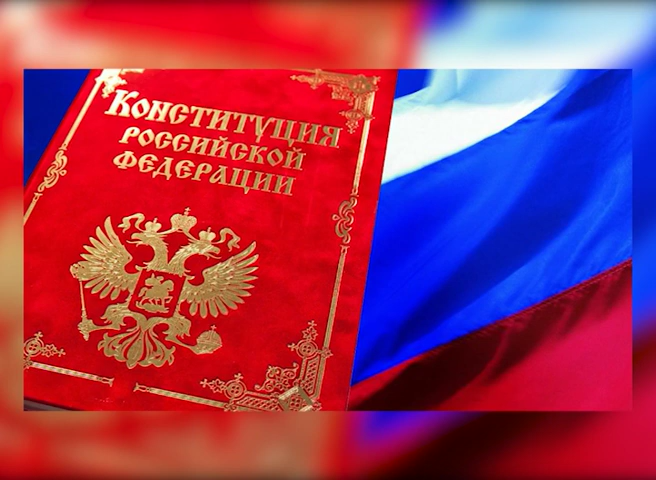 Конституция
российской
федерации